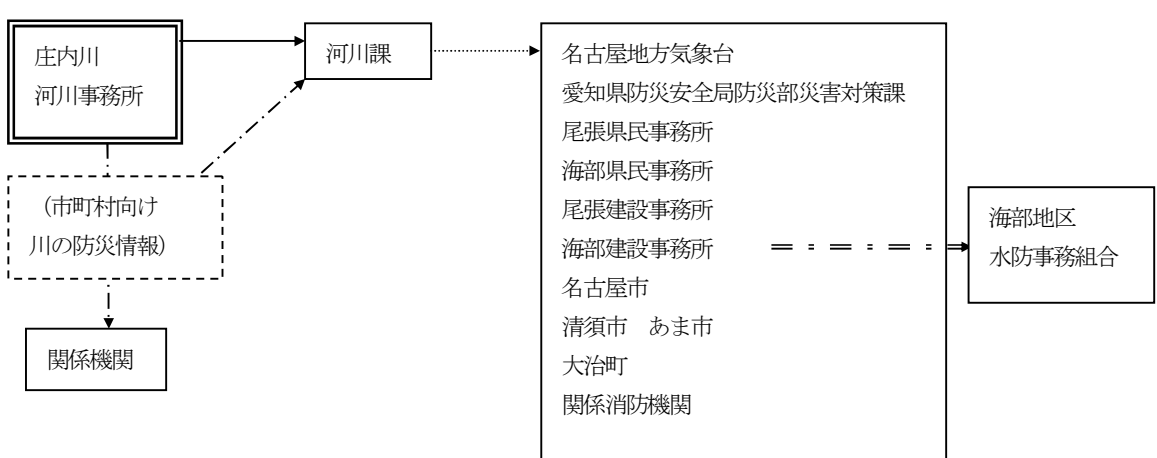 庄内川
河川事務所
河川課
(市町村向け
川の防災情報)
関係機関
名古屋地方気象台
愛知県防災安全局防災部災害対策課
尾張県民事務所
海部県民事務所
尾張建設事務所
海部建設事務所
名古屋市
清須市　あま市
大治町
関係消防機関
海部地区
水防事務組合